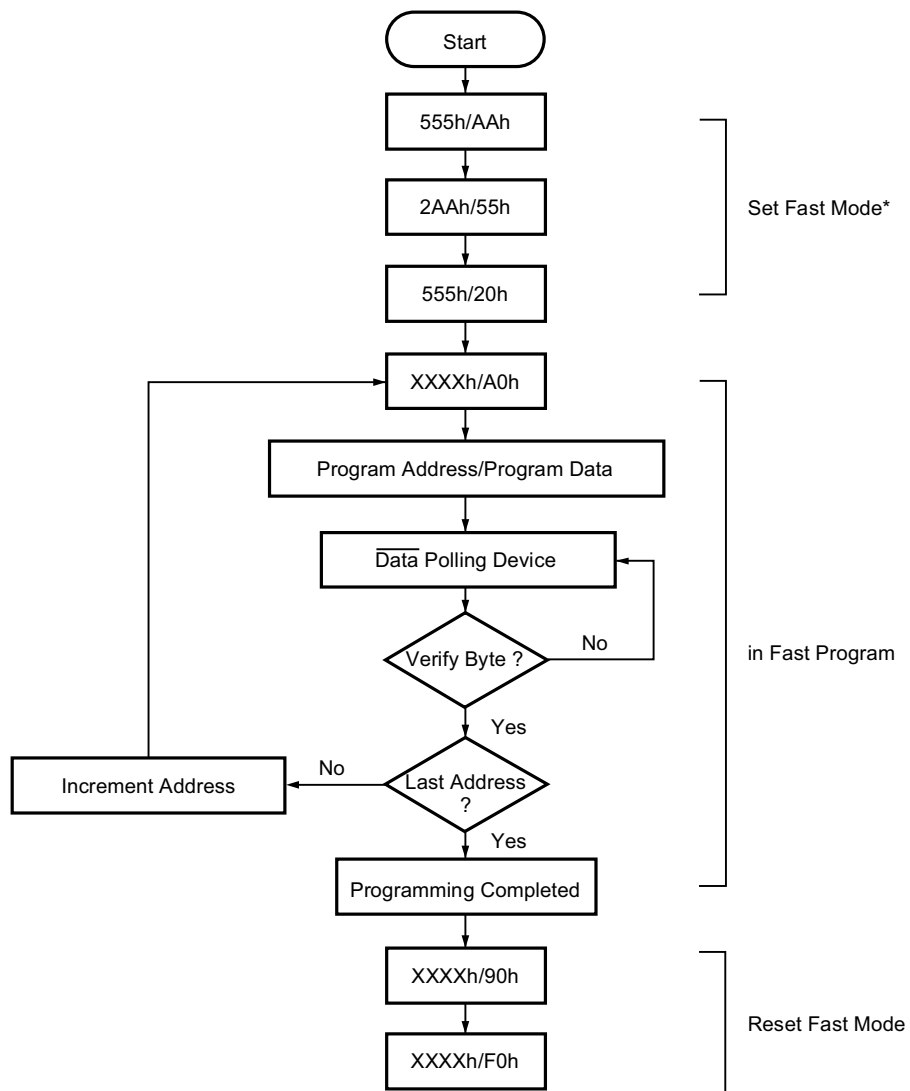 Start
555h/AAh
2AAh/55h
Set Fast Mode*
555h/20h
XXXXh/A0h
Program Address/Program Data
Data Polling Device
Verify Byte ?
No
in Fast Program
Yes
Increment Address
No
Last Address
?
Yes
Programming Completed
XXXXh/90h
Reset Fast Mode
XXXXh/F0h